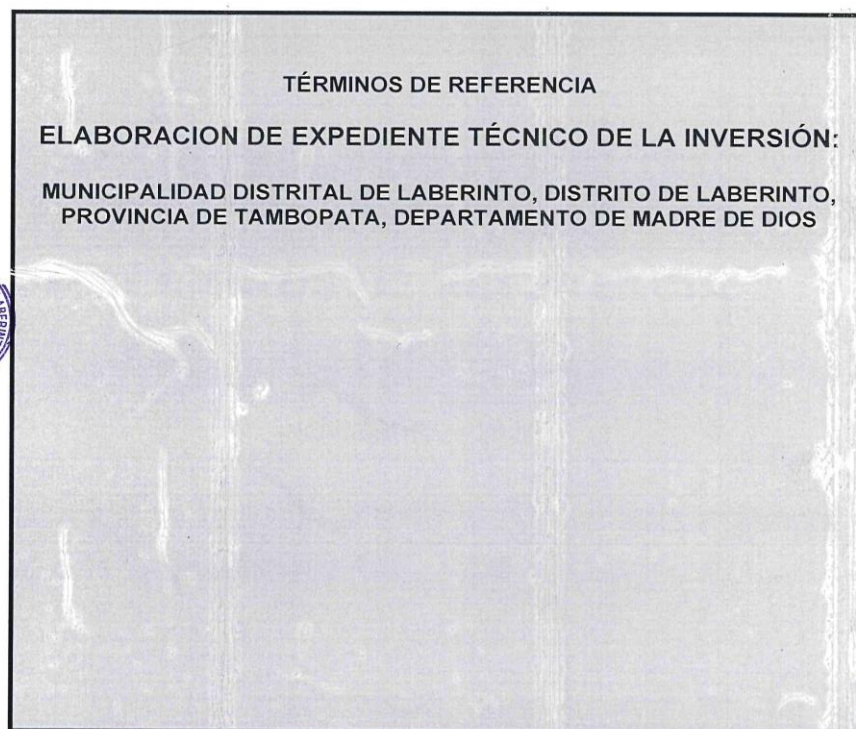 TÉRMINOS DE REFERENCIA
ELABORACION DE EXPEDIENTE TÉCNICO DE LA INVERSIÓN:
MUNICIPALIDAD DISTRITAL DE LABERINTO, DISTRITO DE LABERINTO,
PROVINCIA DE TAMBOPATA, DEPARTAMENTO DE MADRE DE DIOS